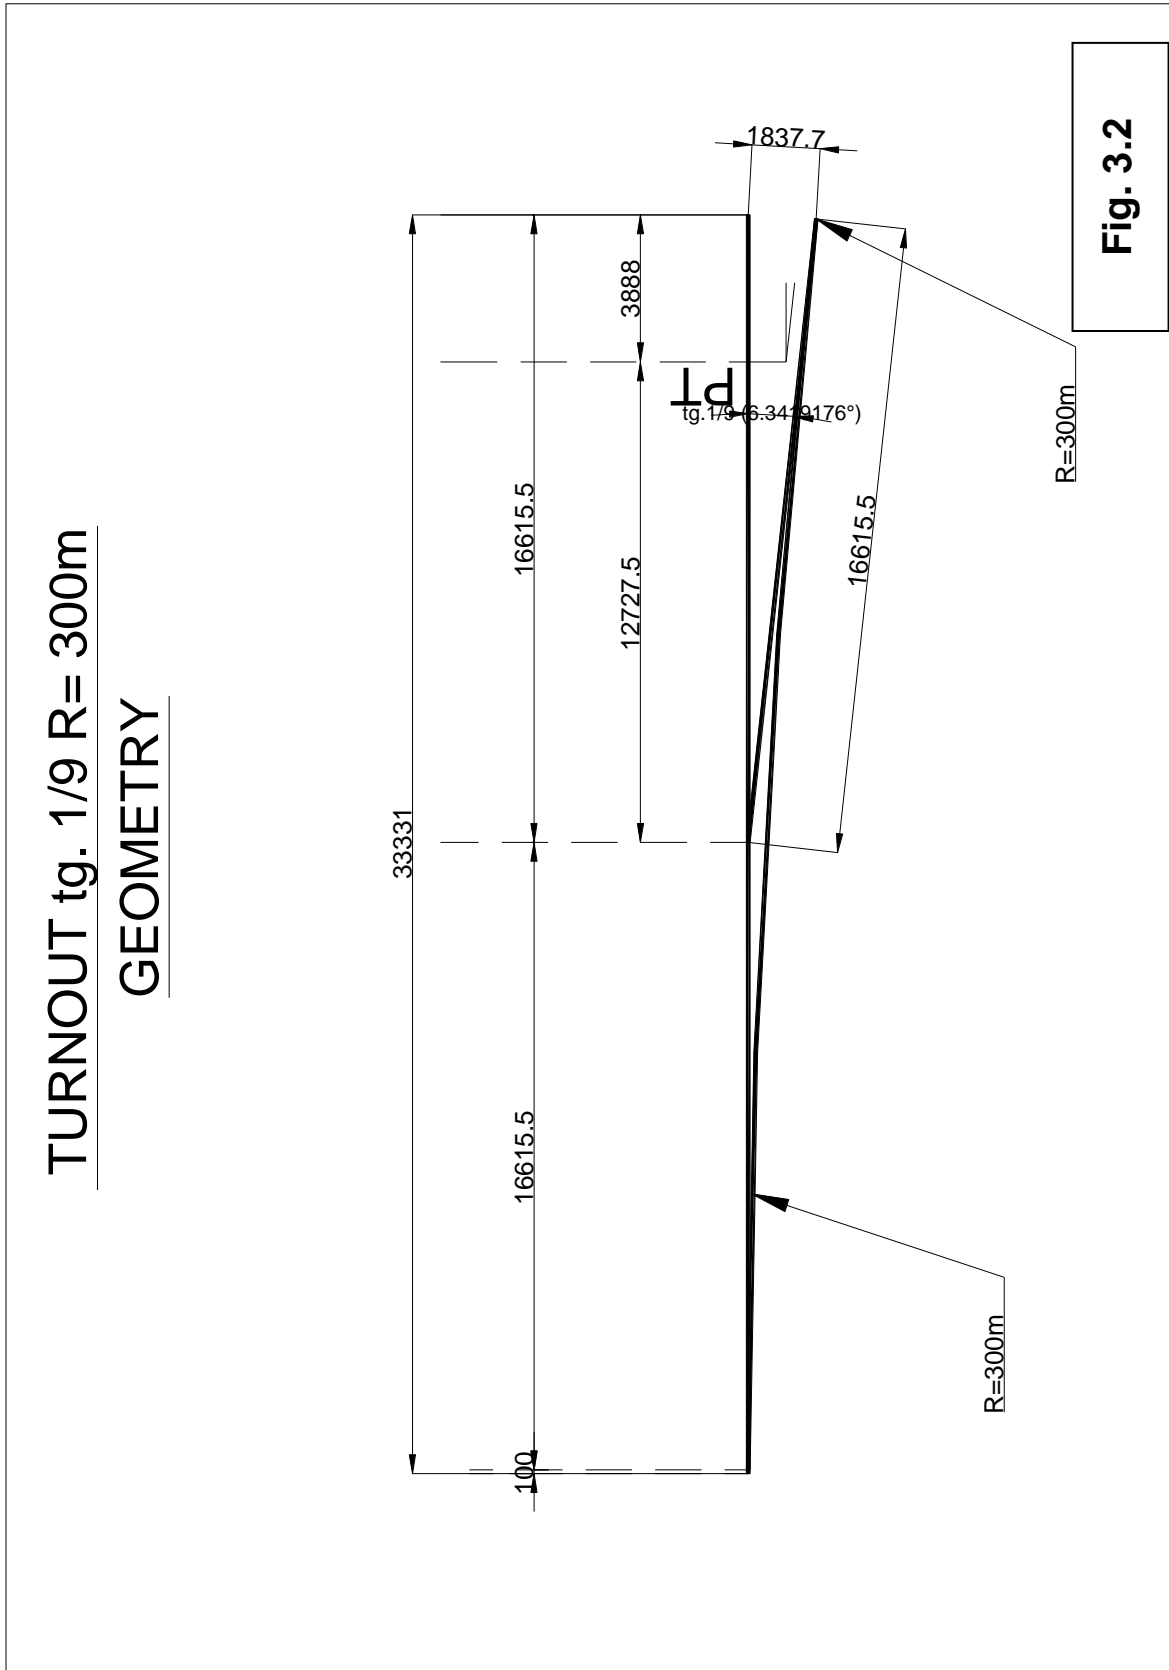 TURNOUT tg. 1/9 R= 300m
GEOMETRY
33331
100
16615.5
16615.5
12727.5
3888
PT
tg.1/9 (6.3419176°)
1837.7
16615.5
R=300m
R=300m
Fig. 3.2